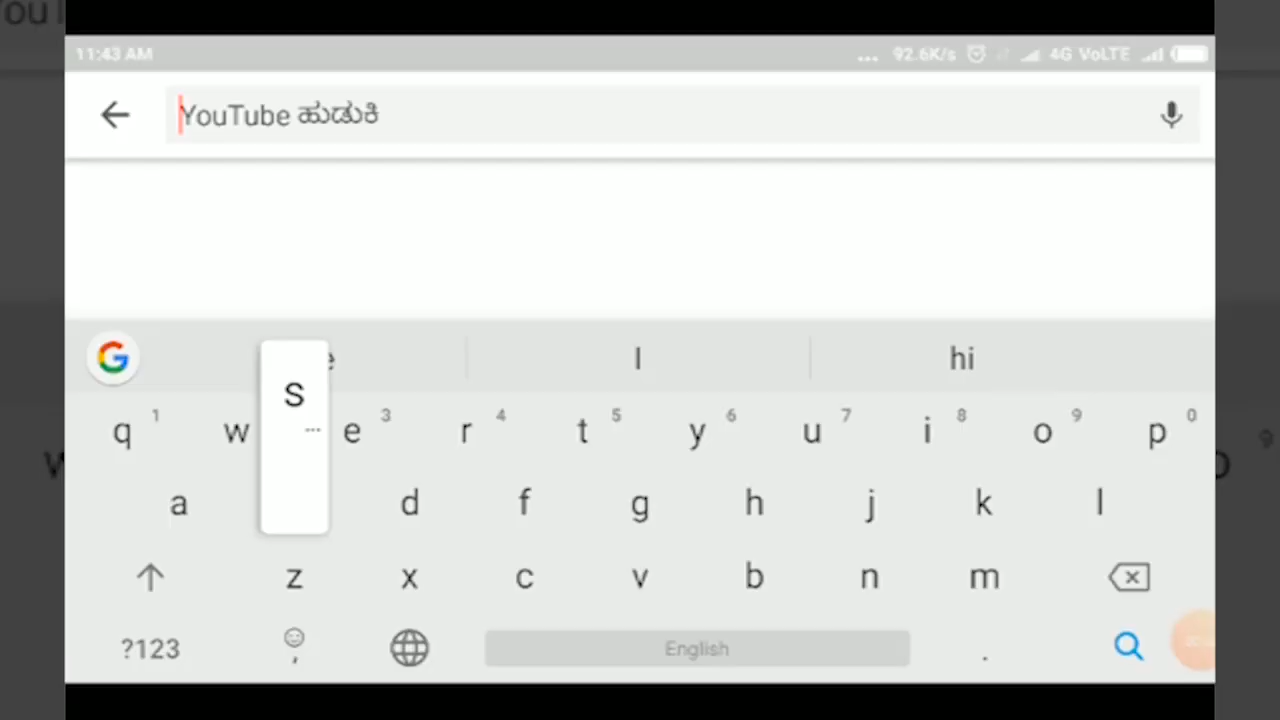 11:43 AM ... 92.6K/s 4G VoLTE
YouTube ಹುಡುಕಿ
I hi
q 1 w e 3 r 4 t 5 y 6 u 7 i 8 o 9 p 0
S
a d f g h j k l
z x c v b n m
?123 , English .